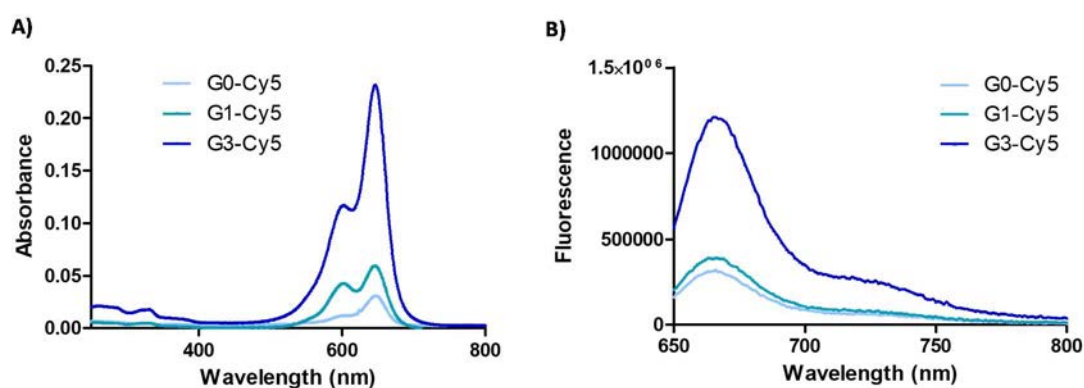 A)
0.25
0.20
0.15
0.10
0.05
0.00
Absorbance
G0-Cy5
G1-Cy5
G3-Cy5
400 600 800
Wavelength (nm)
B)
1.5×10⁰⁶
1000000
500000
0
Fluorescence
G0-Cy5
G1-Cy5
G3-Cy5
650 700 750 800
Wavelength (nm)